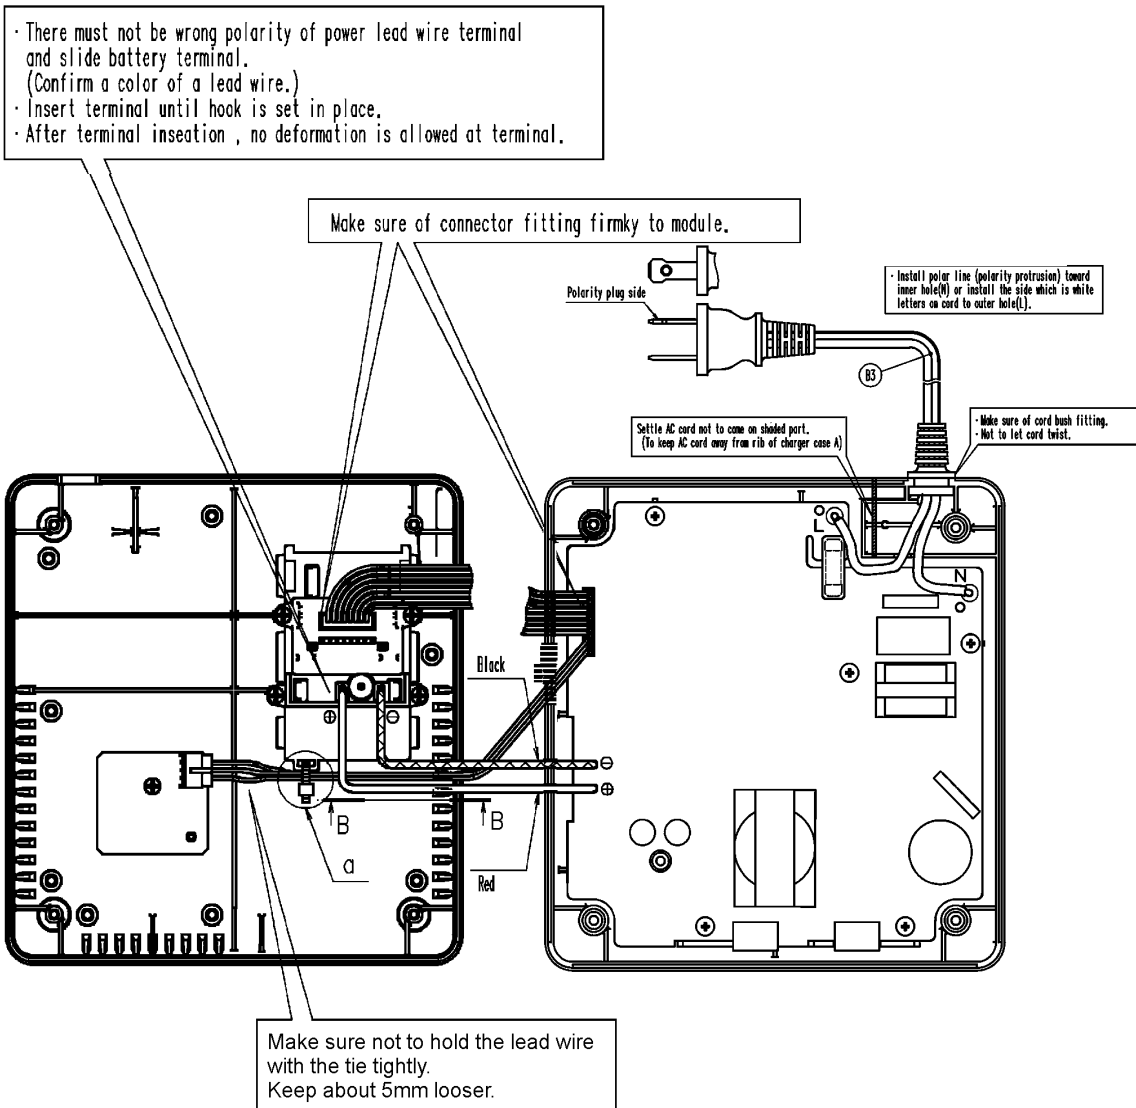 · There must not be wrong polarity of power lead wire terminal
and slide battery terminal.
(Confirm a color of a lead wire.)
· Insert terminal until hook is set in place.
· After terminal inseation , no deformation is allowed at terminal.
Make sure of connector fitting firmky to module.
· Install polar line (polarity protrusion) toward
inner hole(N) or install the side which is white
letters on cord to outer hole(L).
Polarity plug side
B3
Settle AC cord not to come on shaded part.
(To keep AC cord away from rib of charger case A)
· Make sure of cord bush fitting.
· Not to let cord twist.
L
N
Black
⊕ ⊖
⊖
⊕
B B
a
Red
Make sure not to hold the lead wire
with the tie tightly.
Keep about 5mm looser.